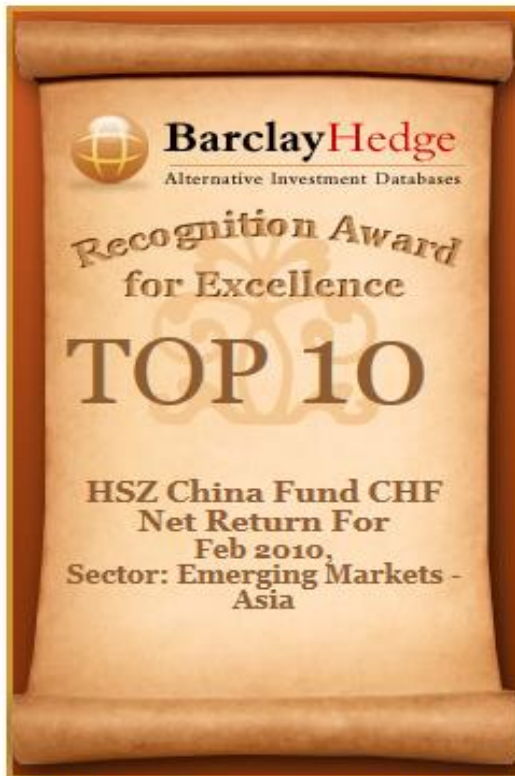 BarclayHedge
Alternative Investment Databases
Recognition Award
for Excellence
TOP 10
HSZ China Fund CHF
Net Return For
Feb 2010,
Sector: Emerging Markets -
Asia